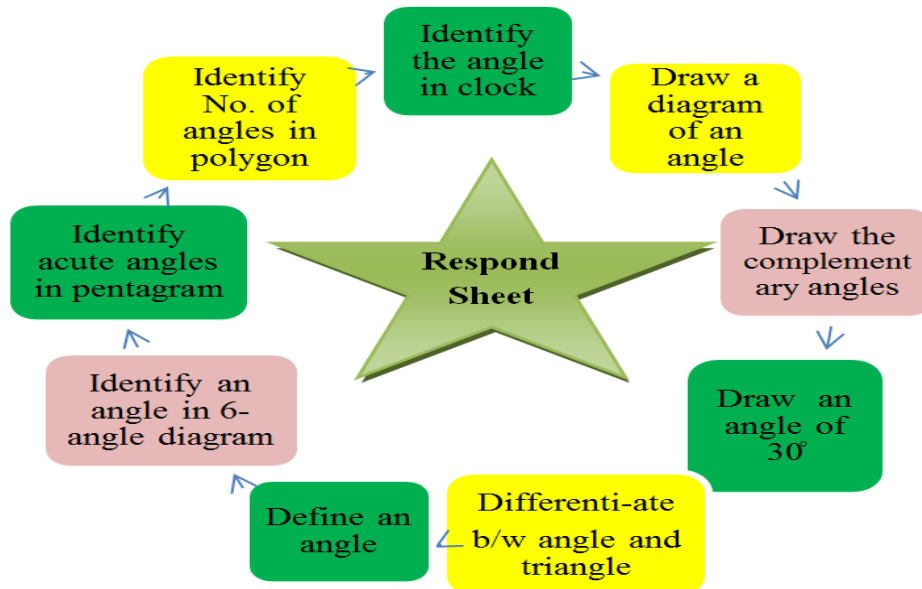 Identify
the angle
in clock
Draw a
diagram
of an
angle
Draw the
complement
ary angles
Draw an
angle of
30°
Differenti-ate
b/w angle and
triangle
Define an
angle
Identify an
angle in 6-
angle diagram
Identify
acute angles
in pentagram
Identify
No. of
angles in
polygon
Respond
Sheet